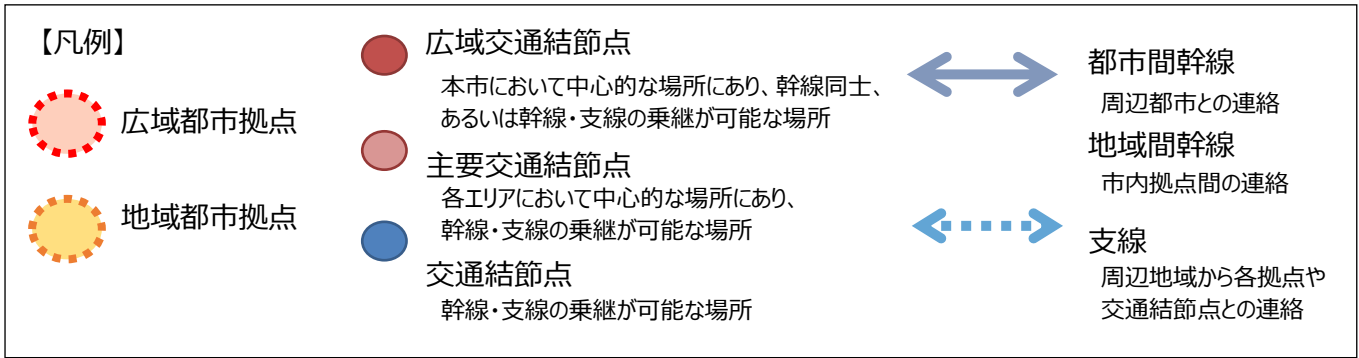 【凡例】
広域都市拠点
地域都市拠点
広域交通結節点
本市において中心的な場所にあり、幹線同士、
あるいは幹線・支線の乗継が可能な場所
主要交通結節点
各エリアにおいて中心的な場所にあり、
幹線・支線の乗継が可能な場所
交通結節点
幹線・支線の乗継が可能な場所
都市間幹線
周辺都市との連絡
地域間幹線
市内拠点間の連絡
支線
周辺地域から各拠点や
交通結節点との連絡